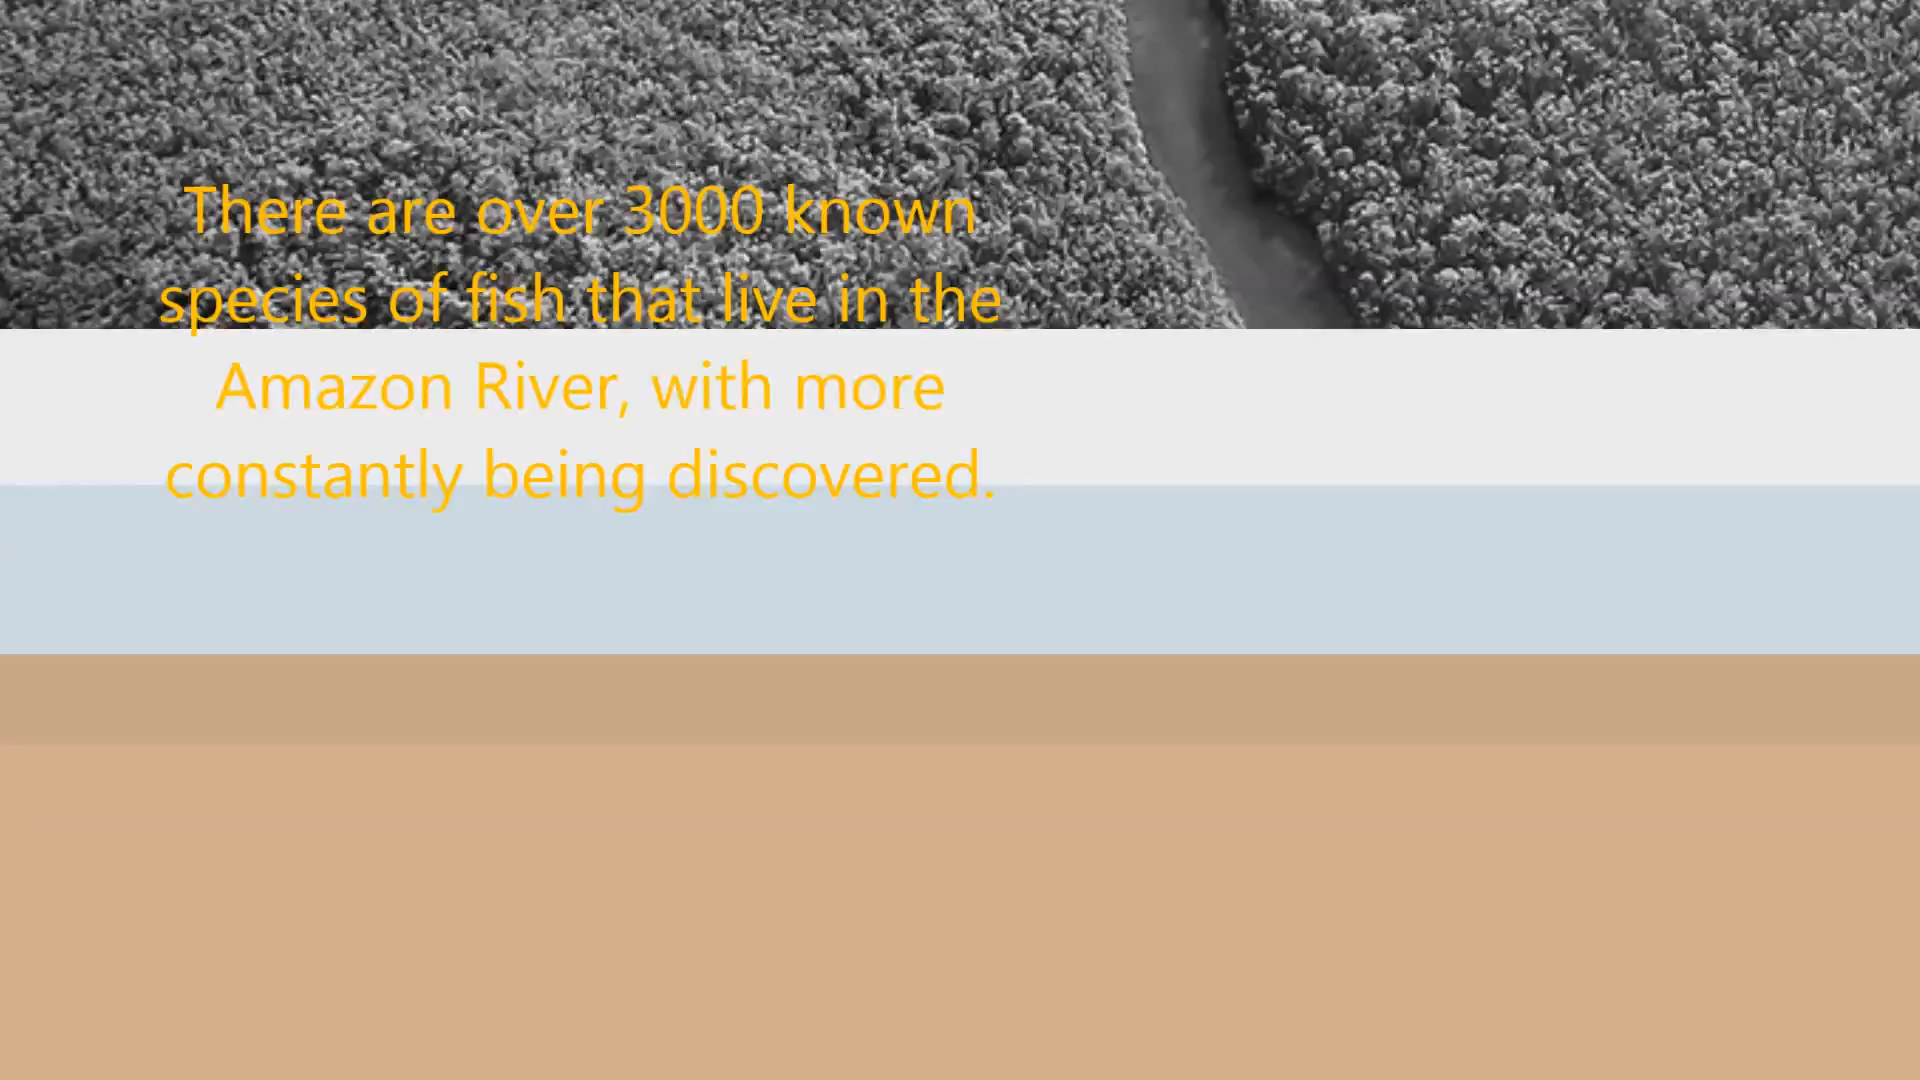 There are over 3000 known
species of fish that live in the
Amazon River, with more
constantly being discovered.